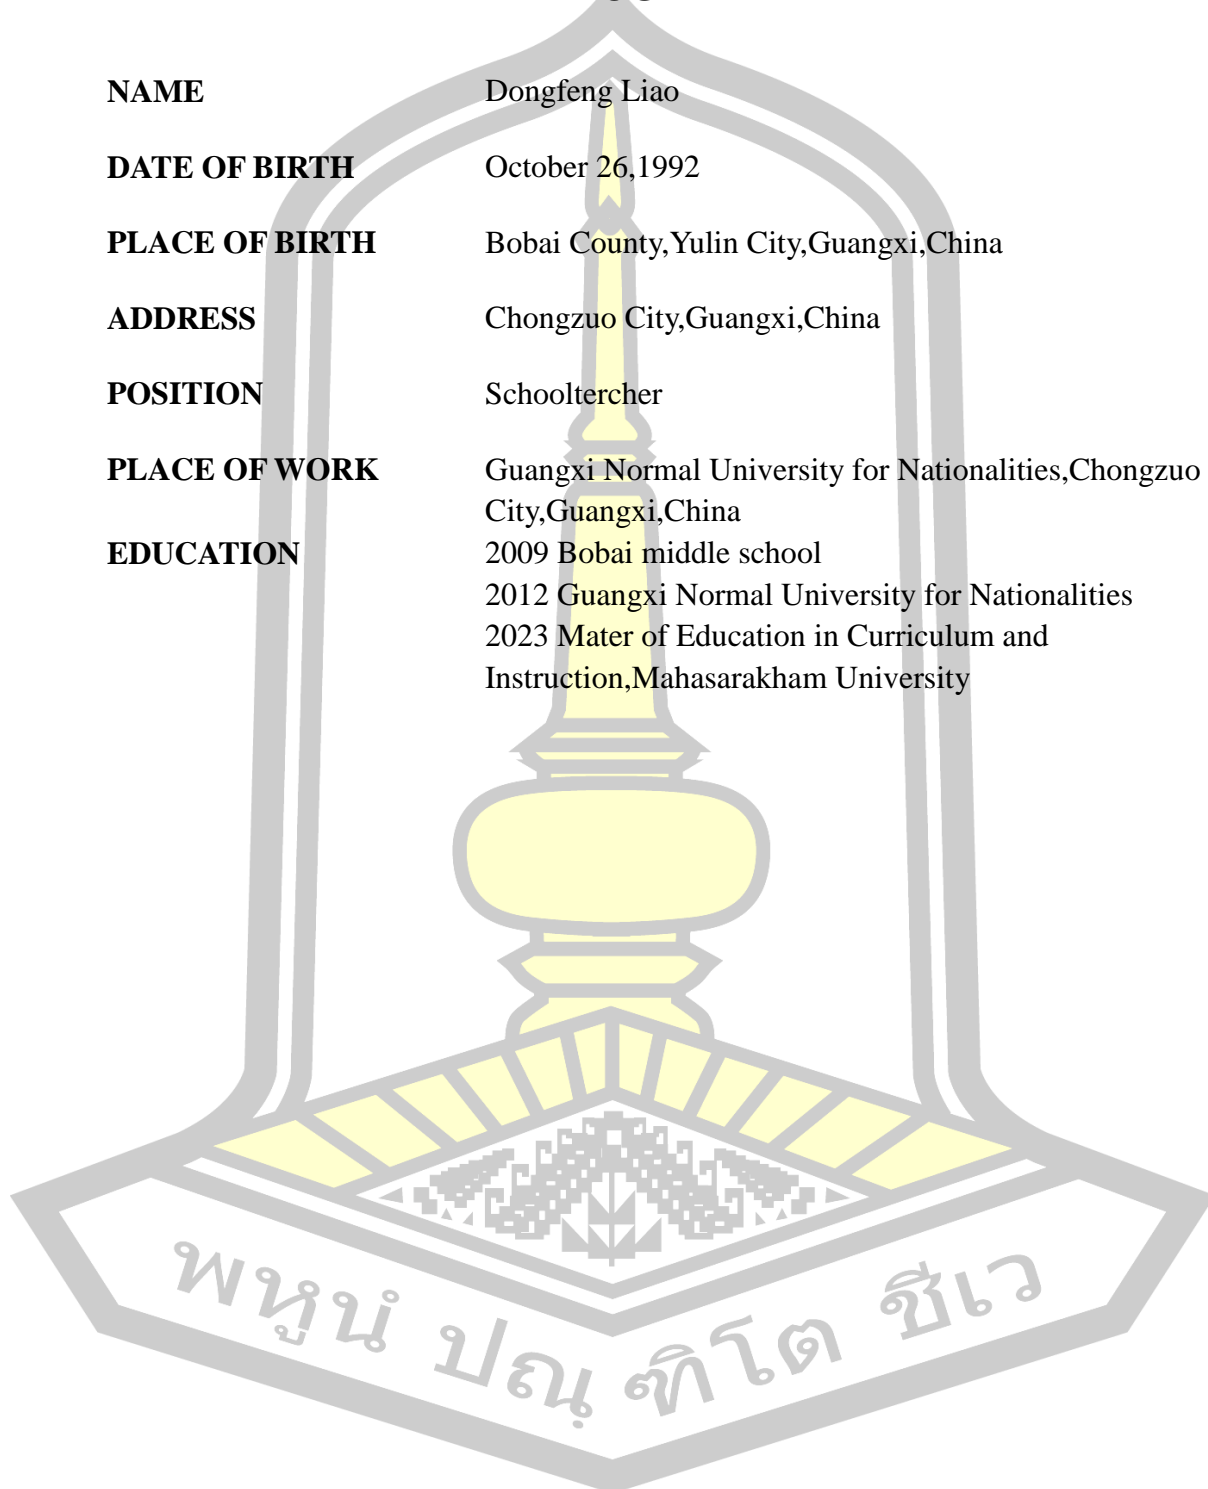 NAME Dongfeng Liao
DATE OF BIRTH October 26,1992
PLACE OF BIRTH Bobai County,Yulin City,Guangxi,China
ADDRESS Chongzuo City,Guangxi,China
POSITION Schooltercher
PLACE OF WORK Guangxi Normal University for Nationalities,Chongzuo
City,Guangxi,China
EDUCATION 2009 Bobai middle school
2012 Guangxi Normal University for Nationalities
2023 Mater of Education in Curriculum and
Instruction,Mahasarakham University
พหูนํ ปณฺฑิโต ชีเว